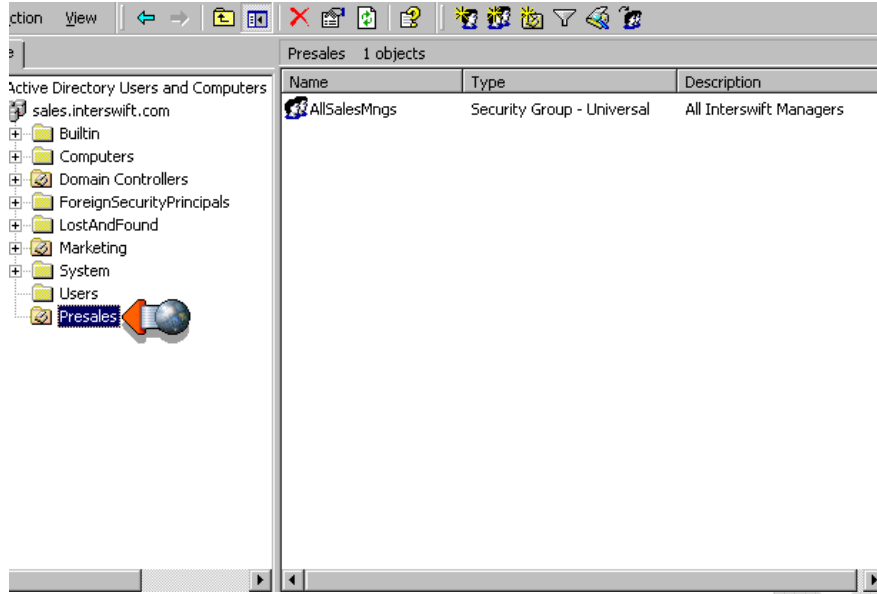 ction View
e
Presales 1 objects
Active Directory Users and Computers
sales.interswift.com
Builtin
Computers
Domain Controllers
ForeignSecurityPrincipals
LostAndFound
Marketing
System
Users
Presales
Name Type Description
AllSalesMngs Security Group - Universal All Interswift Managers